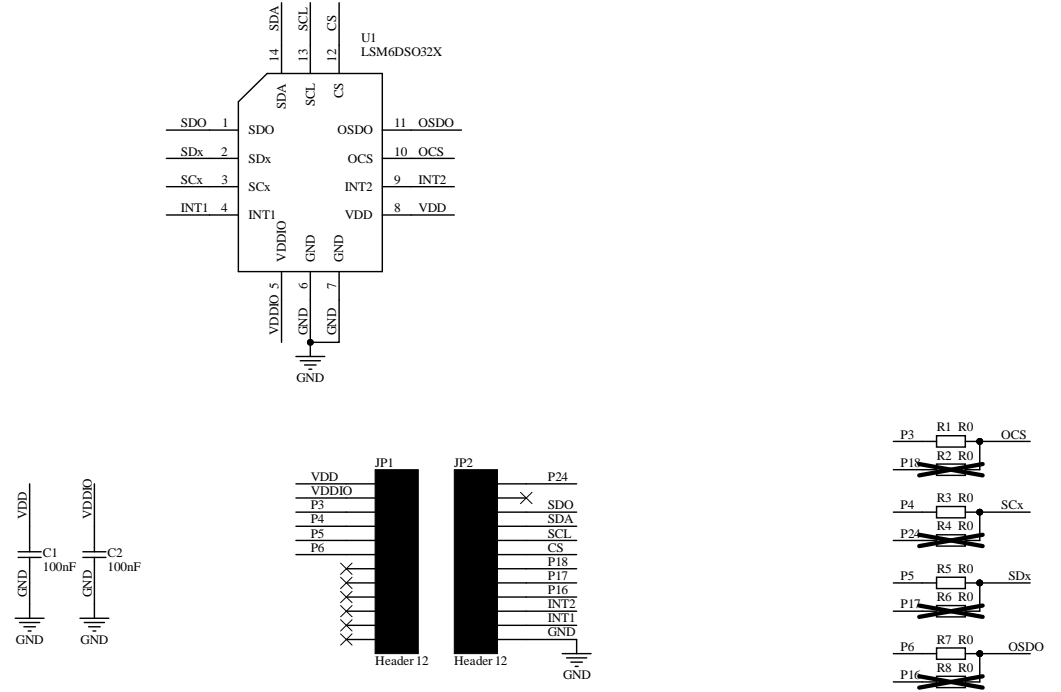 SDA
SCL
CS
14
13
12
U1
LSM6DSO32X
SDA
SCL
CS
SDO 1 SDO
OSDO 11 OSDO
SDx 2 SDx
OCS 10 OCS
SCx 3 SCx
INT2 9 INT2
INT1 4 INT1
VDD 8 VDD
VDDIO
GND
GND
5
6
7
VDDIO
GND
GND
GND
VDD
GND
C1
100nF
GND
VDDIO
GND
C2
100nF
GND
JP1
VDD
VDDIO
P3
P4
P5
P6
Header 12
JP2
P24
SDO
SDA
SCL
CS
P18
P17
P16
INT2
INT1
GND
Header 12
GND
P3 R1 R0 OCS
P18 R2 R0
P4 R3 R0 SCx
P24 R4 R0
P5 R5 R0 SDx
P17 R6 R0
P6 R7 R0 OSDO
P16 R8 R0